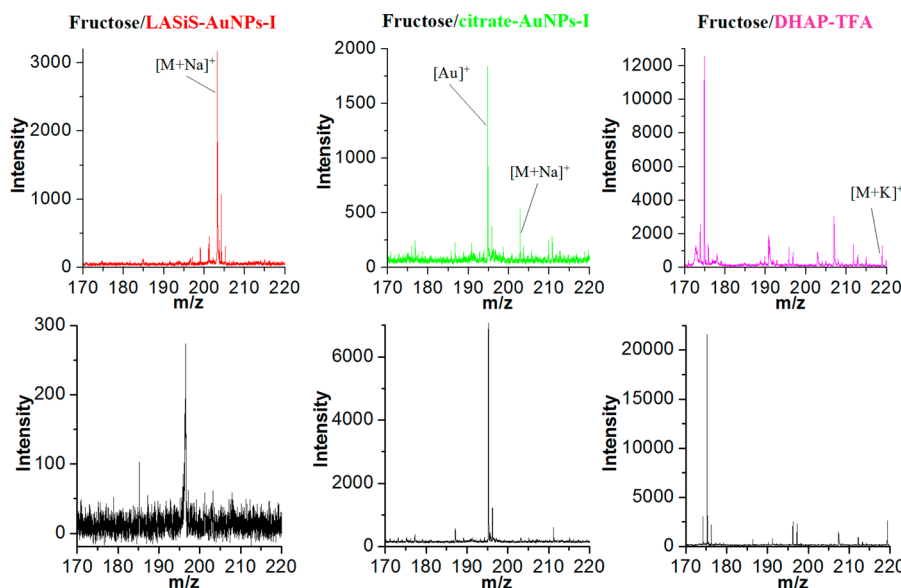 Fructose/LASiS-AuNPs-I
3000
2000
1000
0
Intensity
[M+Na]+
170 180 190 200 210 220
m/z
Fructose/citrate-AuNPs-I
2000
1500
1000
500
0
Intensity
[Au]+
[M+Na]+
170 180 190 200 210 220
m/z
Fructose/DHAP-TFA
12000
10000
8000
6000
4000
2000
0
Intensity
[M+K]+
170 180 190 200 210 220
m/z
300
200
100
0
Intensity
170 180 190 200 210 220
m/z
6000
4000
2000
0
Intensity
170 180 190 200 210 220
m/z
20000
15000
10000
5000
0
Intensity
170 180 190 200 210 220
m/z